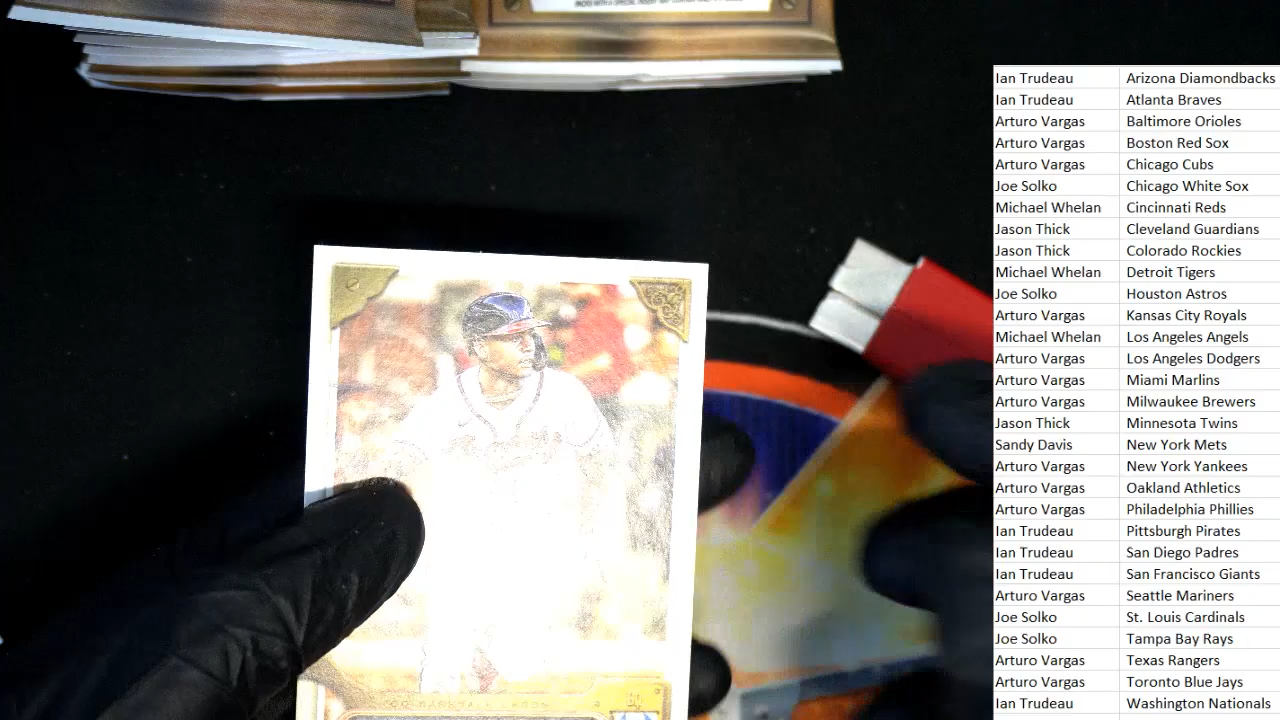 Ian Trudeau Arizona Diamondbacks
Ian Trudeau Atlanta Braves
Arturo Vargas Baltimore Orioles
Arturo Vargas Boston Red Sox
Arturo Vargas Chicago Cubs
Joe Solko Chicago White Sox
Michael Whelan Cincinnati Reds
Jason Thick Cleveland Guardians
Jason Thick Colorado Rockies
Michael Whelan Detroit Tigers
Joe Solko Houston Astros
Arturo Vargas Kansas City Royals
Michael Whelan Los Angeles Angels
Arturo Vargas Los Angeles Dodgers
Arturo Vargas Miami Marlins
Arturo Vargas Milwaukee Brewers
Jason Thick Minnesota Twins
Sandy Davis New York Mets
Arturo Vargas New York Yankees
Arturo Vargas Oakland Athletics
Arturo Vargas Philadelphia Phillies
Ian Trudeau Pittsburgh Pirates
Ian Trudeau San Diego Padres
Ian Trudeau San Francisco Giants
Arturo Vargas Seattle Mariners
Joe Solko St. Louis Cardinals
Joe Solko Tampa Bay Rays
Arturo Vargas Texas Rangers
Arturo Vargas Toronto Blue Jays
Ian Trudeau Washington Nationals